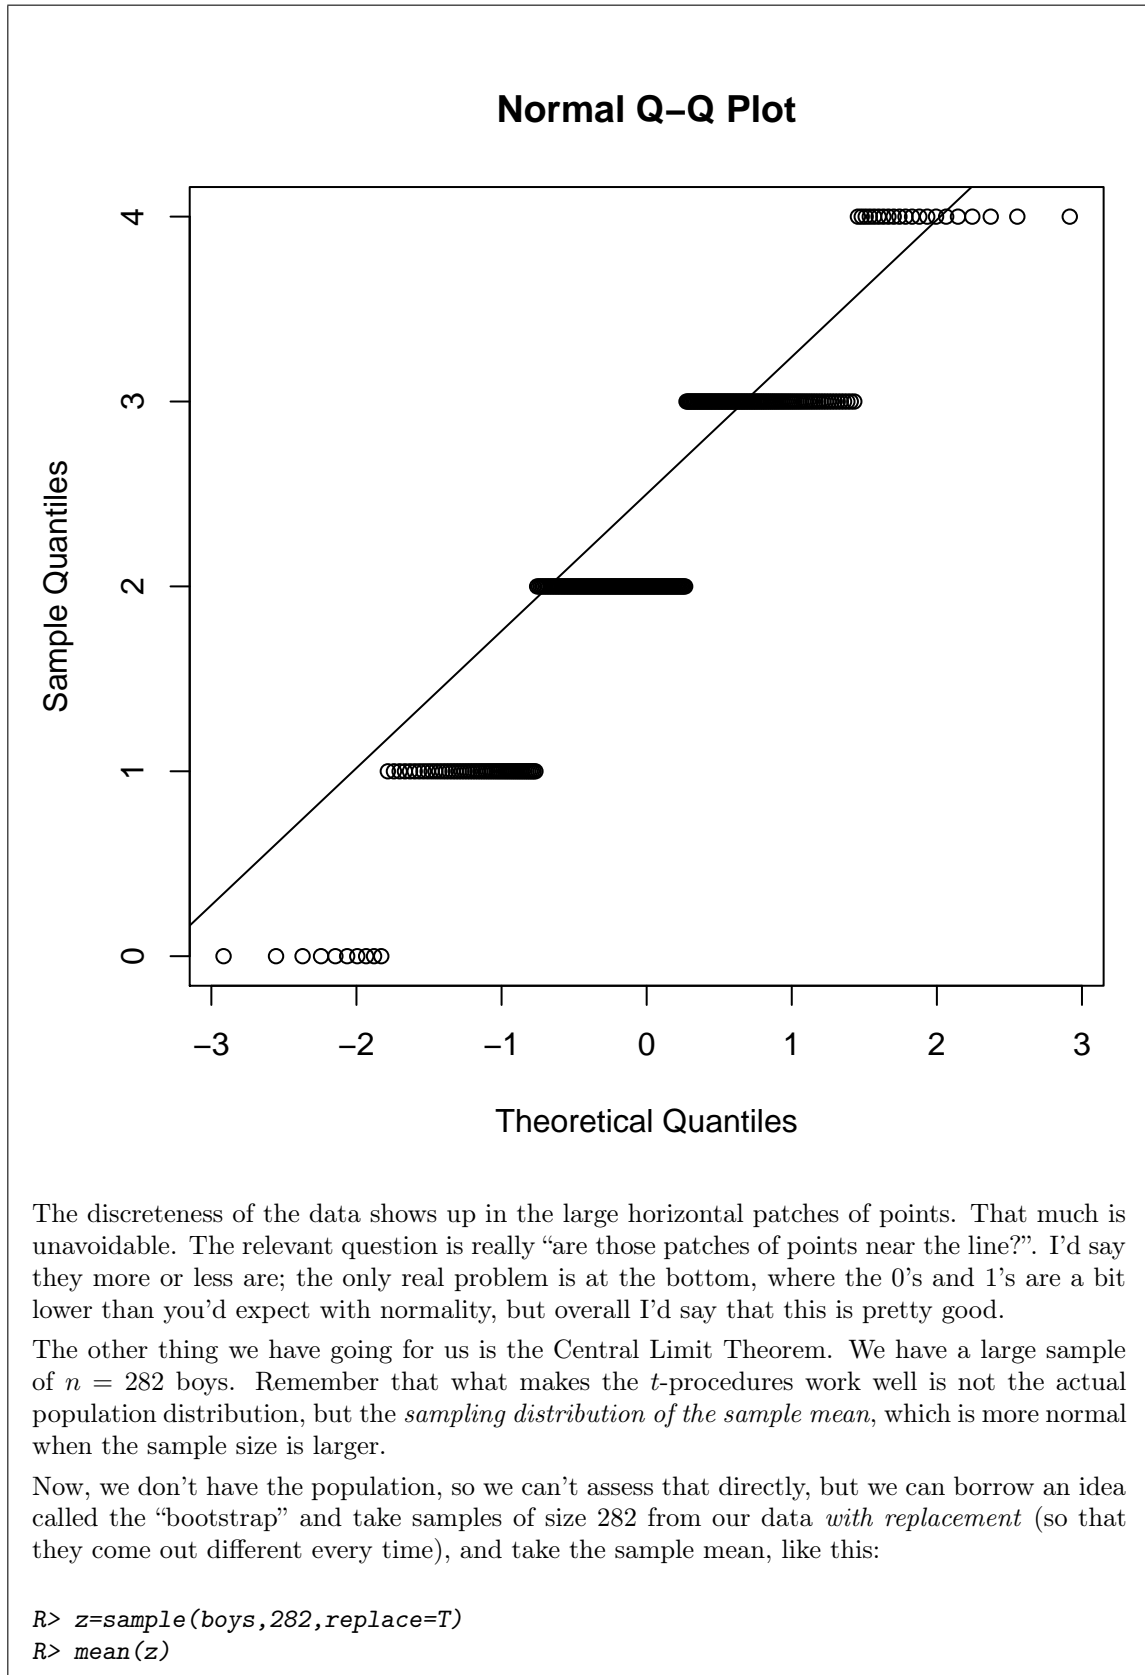 Normal Q−Q Plot
4
3
2
1
0
Sample Quantiles
−3 −2 −1 0 1 2 3
Theoretical Quantiles
The discreteness of the data shows up in the large horizontal patches of points. That much is
unavoidable. The relevant question is really “are those patches of points near the line?”. I'd say
they more or less are; the only real problem is at the bottom, where the 0's and 1's are a bit
lower than you'd expect with normality, but overall I'd say that this is pretty good.
The other thing we have going for us is the Central Limit Theorem. We have a large sample
of n = 282 boys. Remember that what makes the t-procedures work well is not the actual
population distribution, but the sampling distribution of the sample mean, which is more normal
when the sample size is larger.
Now, we don't have the population, so we can't assess that directly, but we can borrow an idea
called the “bootstrap” and take samples of size 282 from our data with replacement (so that
they come out different every time), and take the sample mean, like this:
R> z=sample(boys,282,replace=T)
R> mean(z)